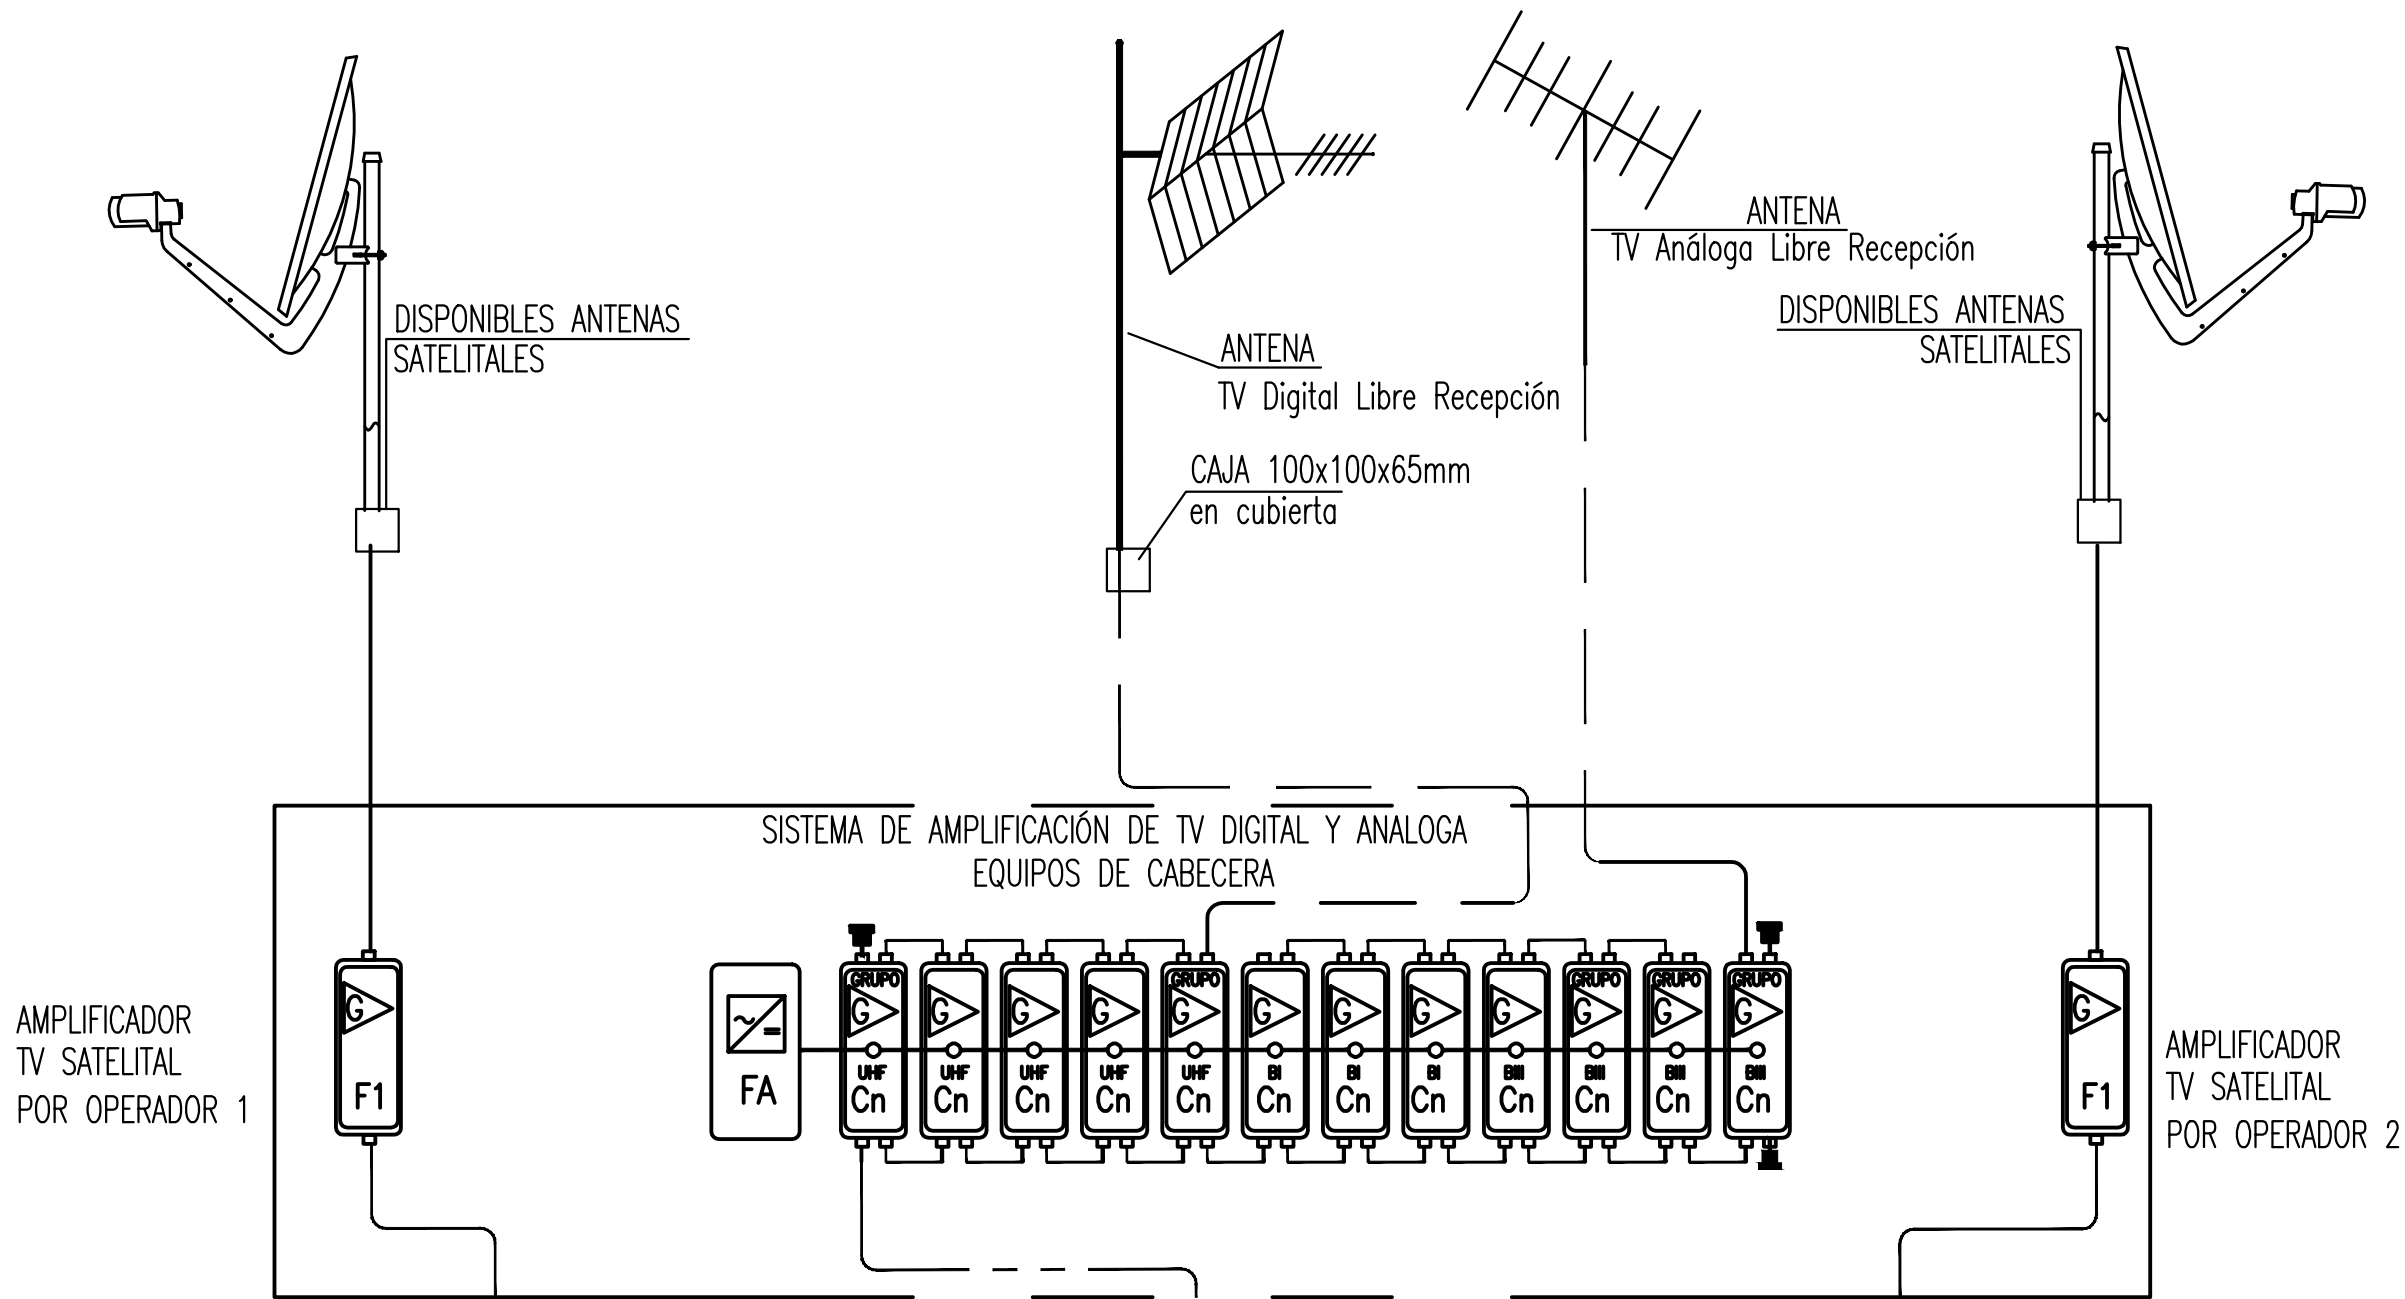 ANTENA
TV Análoga Libre Recepción
DISPONIBLES ANTENAS
SATELITALES
DISPONIBLES ANTENAS
SATELITALES
ANTENA
TV Digital Libre Recepción
CAJA 100x100x65mm
en cubierta
SISTEMA DE AMPLIFICACIÓN DE TV DIGITAL Y ANALOGA
EQUIPOS DE CABECERA
AMPLIFICADOR
TV SATELITAL
POR OPERADOR 1
G
F1
FA
GRUPO
G
UHF
Cn
G
UHF
Cn
G
UHF
Cn
G
UHF
Cn
GRUPO
G
UHF
Cn
G
BI
Cn
G
BI
Cn
G
BI
Cn
G
BIII
Cn
GRUPO
G
BIII
Cn
GRUPO
G
BIII
Cn
GRUPO
G
BIII
Cn
G
F1
AMPLIFICADOR
TV SATELITAL
POR OPERADOR 2